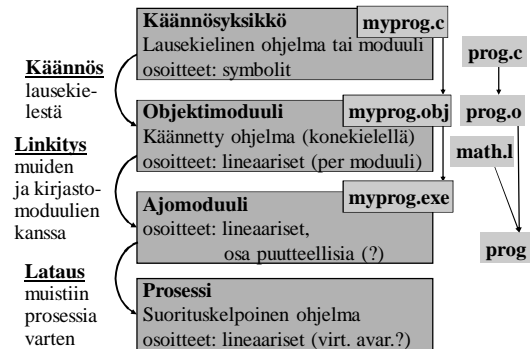 Käännösyksikkö
myprog.c
Lausekielinen ohjelma tai moduuli
osoitteet: symbolit
Käännös
lausekie-
lestä
Objektimoduuli
myprog.obj
Käännetty ohjelma (konekielellä)
osoitteet: lineaariset (per moduuli)
Linkitys
muiden
ja kirjasto-
moduulien
kanssa
Ajomoduuli
myprog.exe
osoitteet: lineaariset,
osa puutteellisia (?)
Lataus
muistiin
prosessia
varten
Prosessi
Suorituskelpoinen ohjelma
osoitteet: lineaariset (virt. avar.?)
prog.c
prog.o
math.l
prog